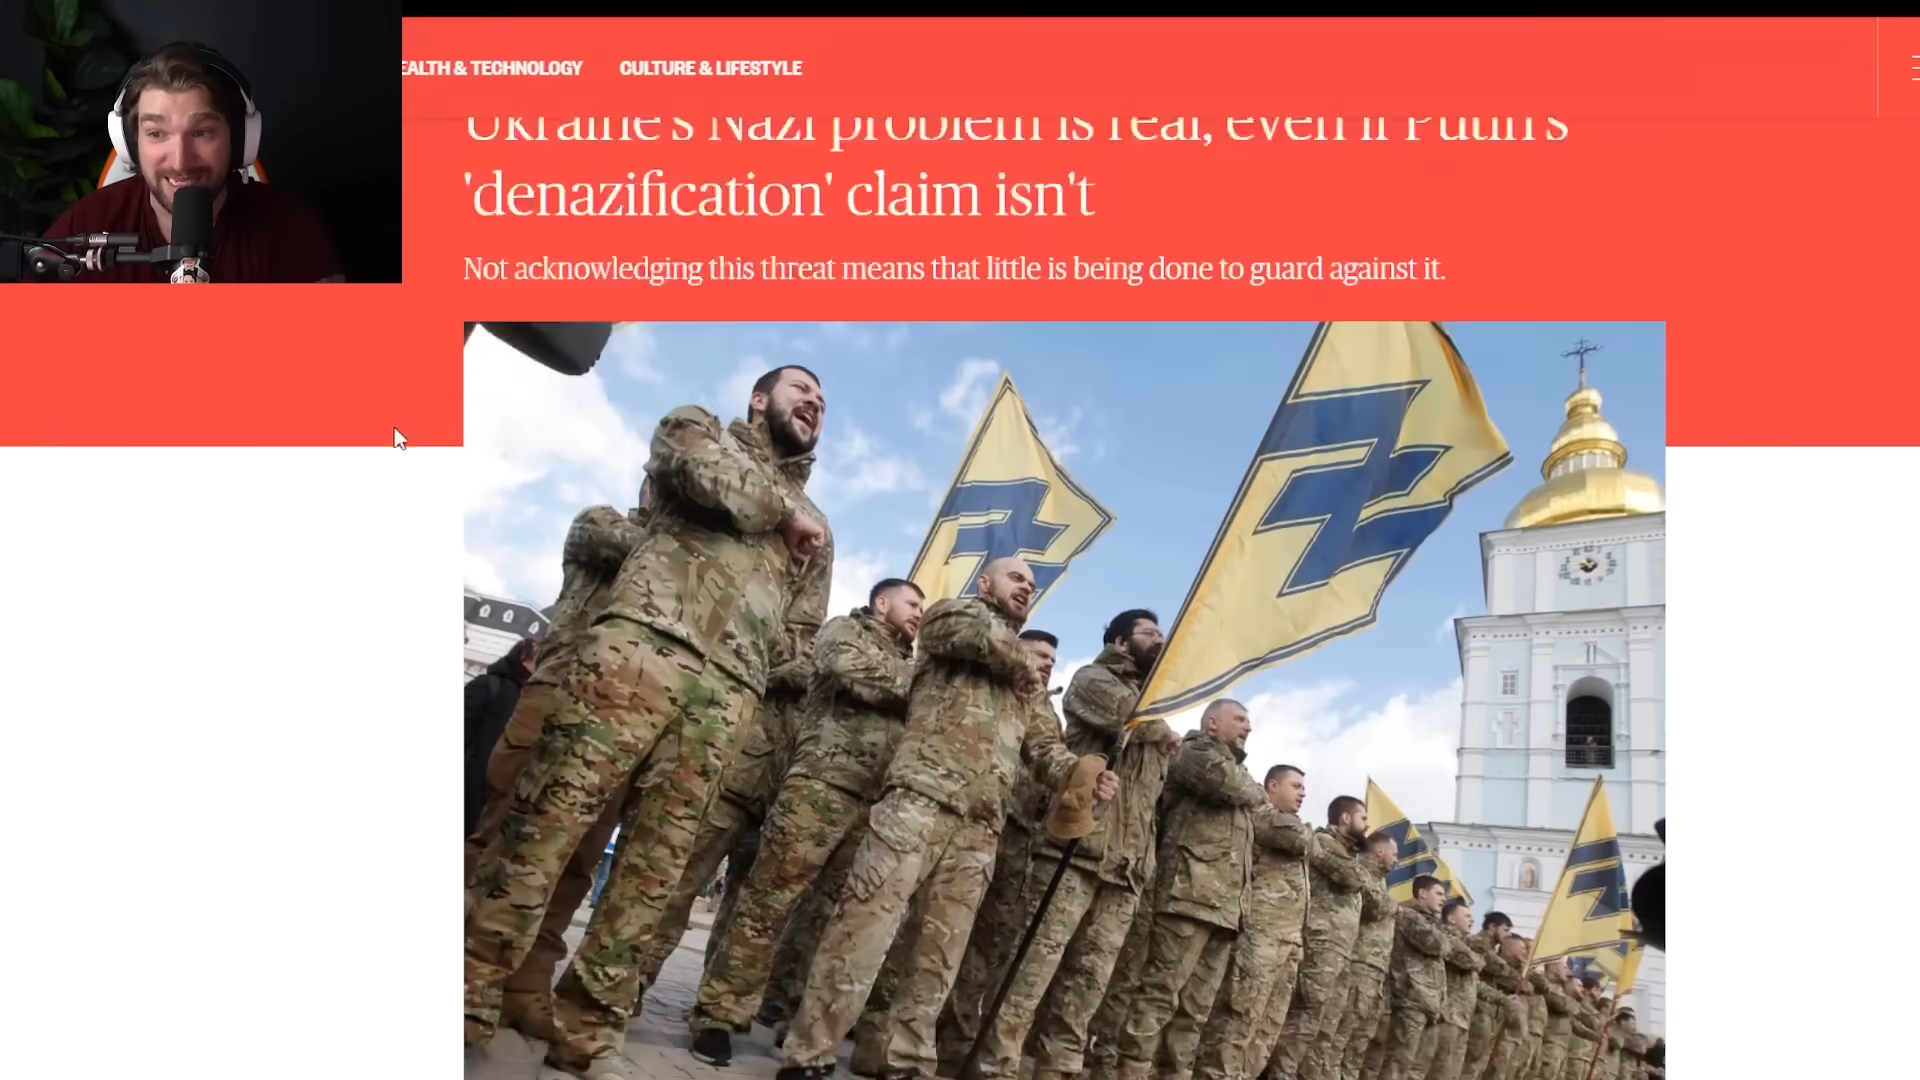 EALTH & TECHNOLOGY CULTURE & LIFESTYLE
Ukraine's Nazi problem is real, even if Putin's
'denazification' claim isn't
Not acknowledging this threat means that little is being done to guard against it.